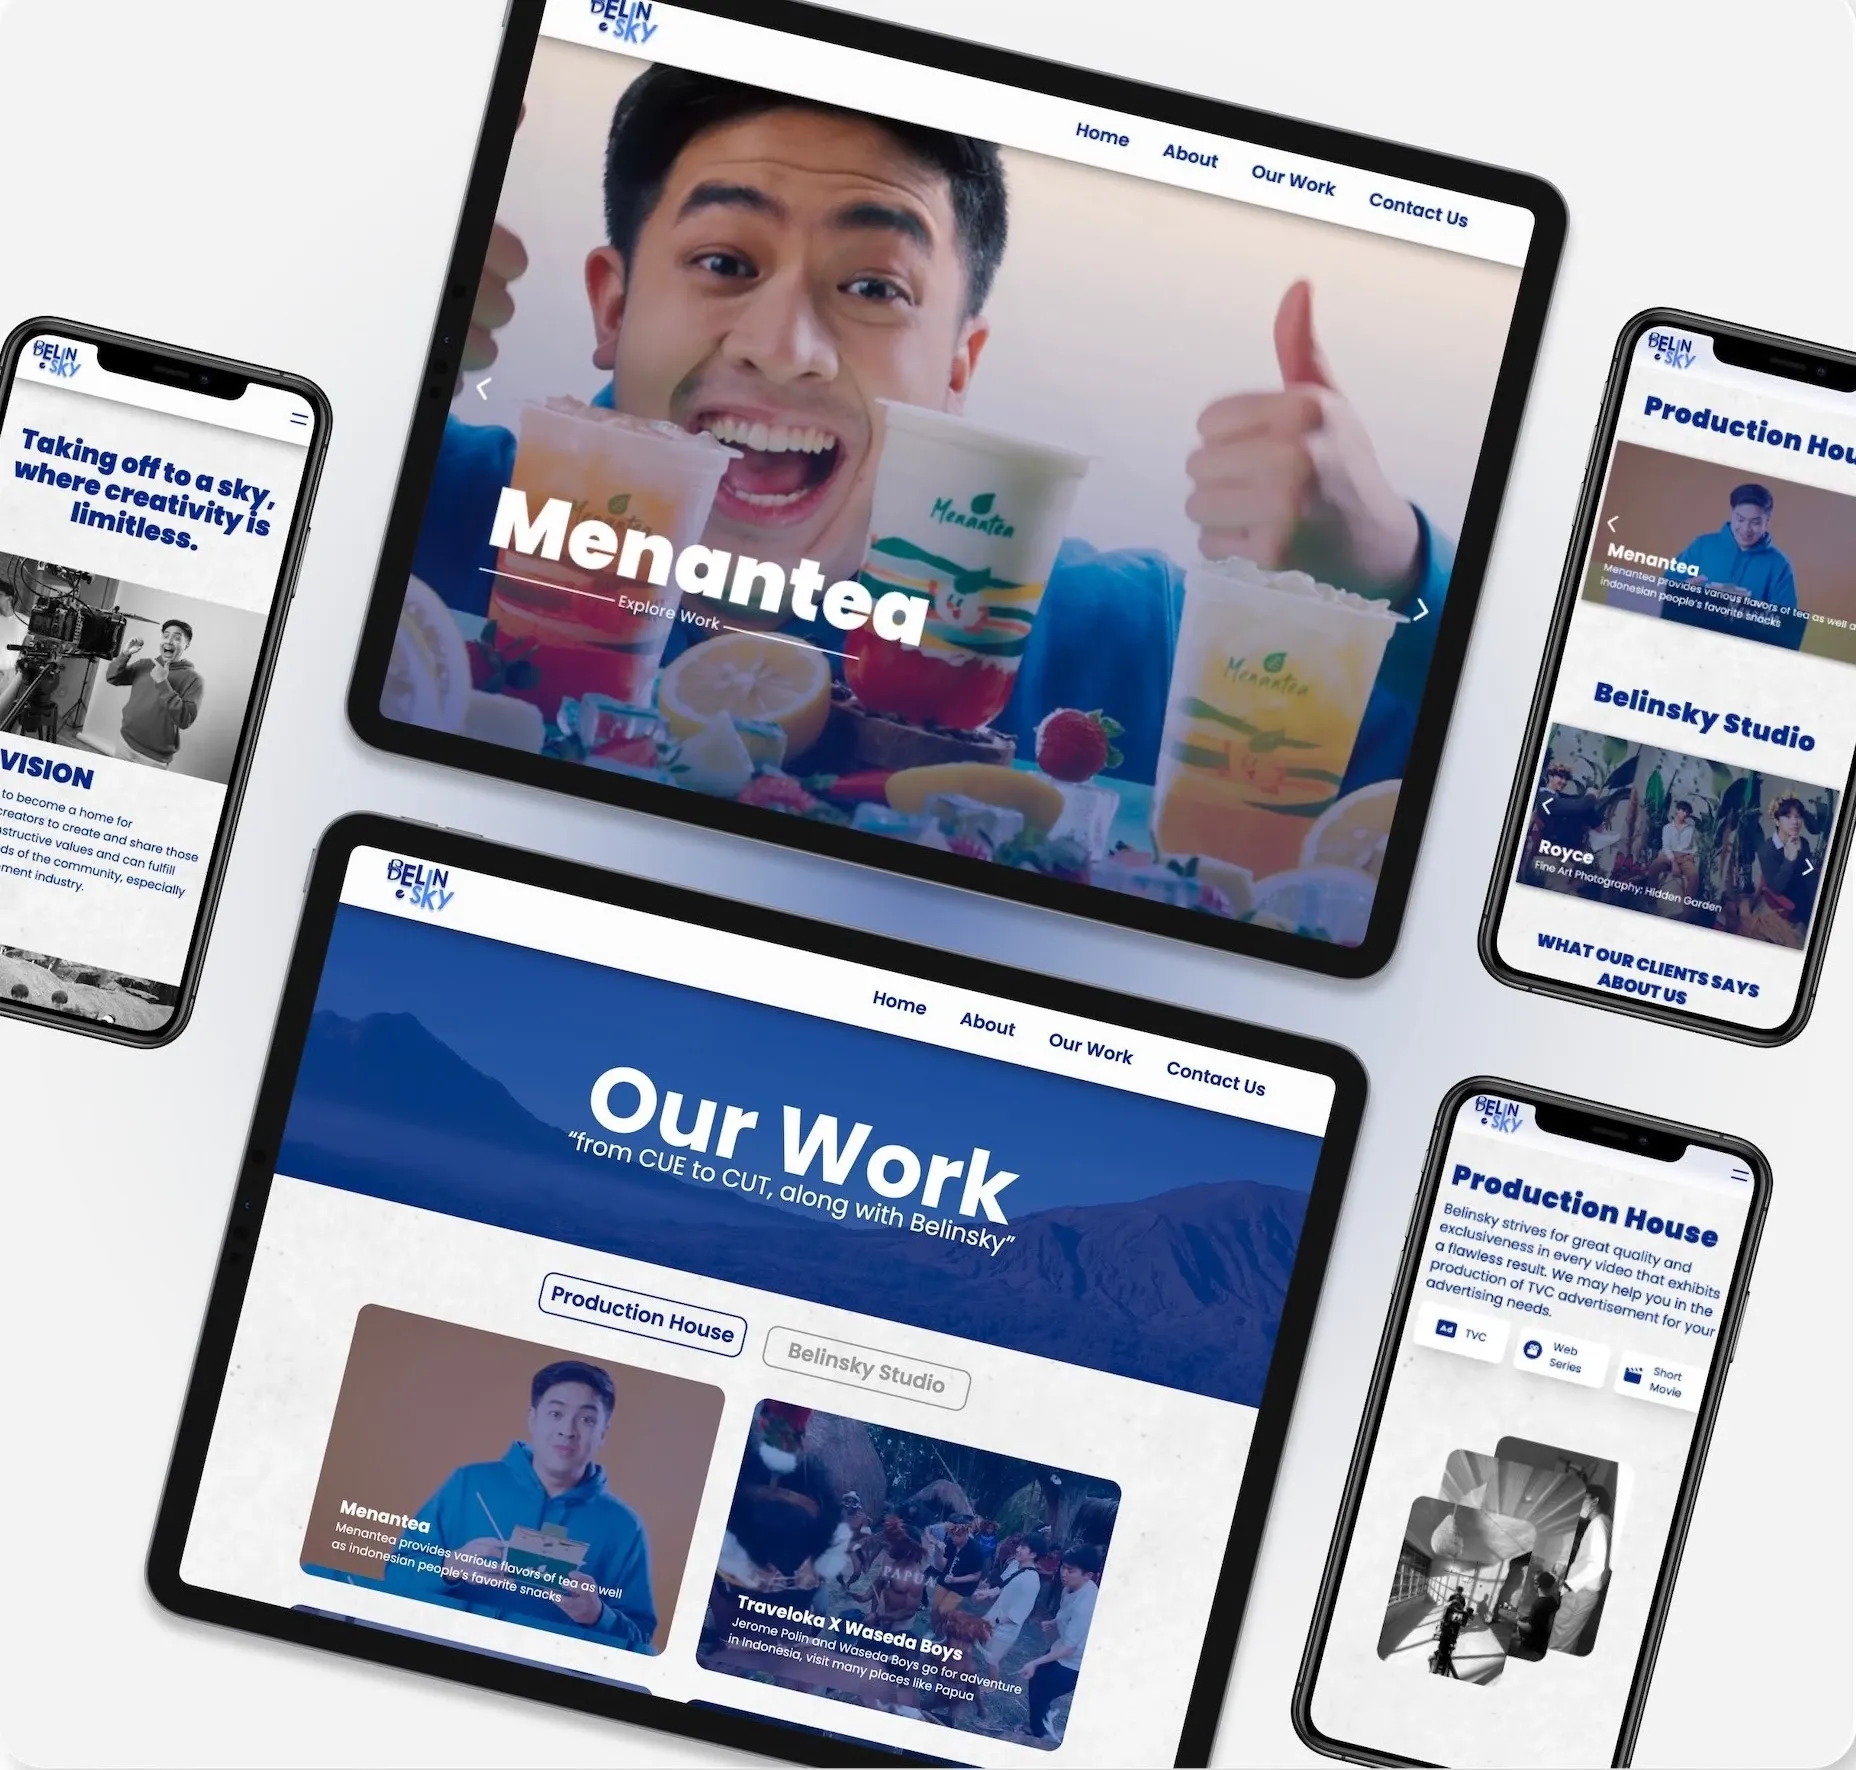 BELIN
SKY
Home
About
Our Work
Contact Us
Menantea
Menantea
Menantea
Menantea
Explore Work
BELIN
SKY
Taking off to a sky,
where creativity is
limitless.
VISION
to become a home for
creators to create and share those
structive values and can fulfill
ds of the community, especially
ment industry.
BELIN
SKY
Production Hou
Menantea
Menantea provides various flavors of tea as well a
indonesian people's favorite snacks
Belinsky Studio
Royce
Fine Art Photography; Hidden Garden
WHAT OUR CLIENTS SAYS
ABOUT US
BELIN
SKY
Home
About
Our Work
Contact Us
Our Work
“from CUE to CUT, along with Belinsky”
Production House
Belinsky Studio
Menantea
Menantea provides various flavors of tea as well
as indonesian people's favorite snacks
PAPUA
Traveloka X Waseda Boys
Jerome Polin and Waseda Boys go for adventure
in Indonesia, visit many places like Papua
BELIN
SKY
Production House
Belinsky strives for great quality and
exclusiveness in every video that exhibits
a flawless result. We may help you in the
production of TVC advertisement for your
advertising needs.
Ad
TVC
Web
Series
Short
Movie